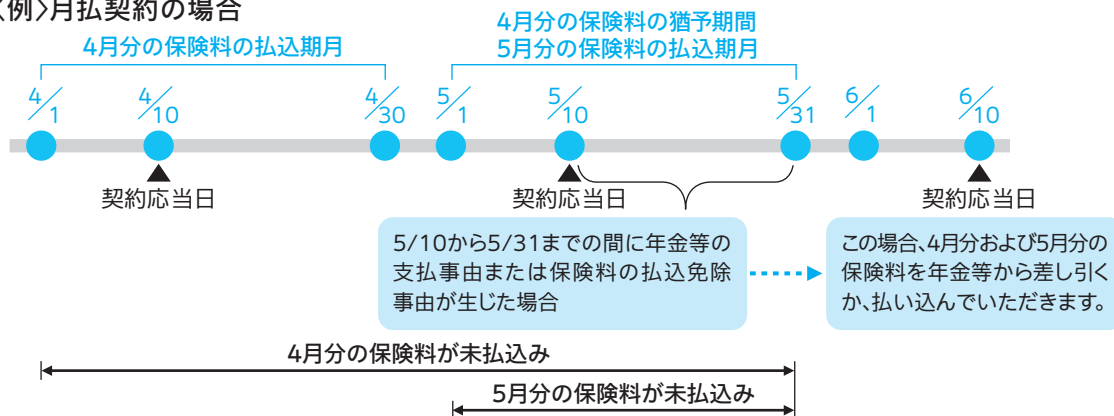 〈例〉月払契約の場合
4月分の保険料の猶予期間
4月分の保険料の払込期月
5月分の保険料の払込期月
4/1
4/10
4/30
5/1
5/10
5/31
6/1
6/10
契約応当日
契約応当日
契約応当日
5/10から5/31までの間に年金等の
支払事由または保険料の払込免除
事由が生じた場合
この場合、4月分および5月分の
保険料を年金等から差し引く
か、払い込んでいただきます。
4月分の保険料が未払込み
5月分の保険料が未払込み